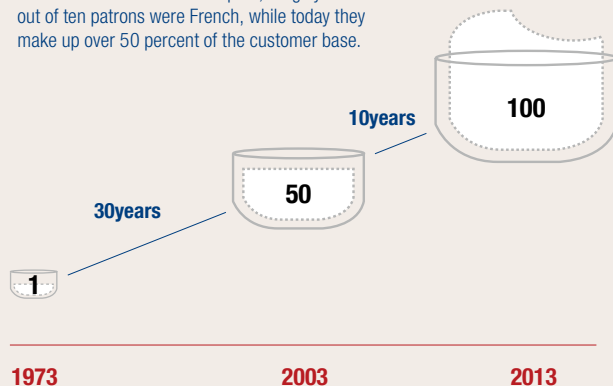 out of ten patrons were French, while today they
make up over 50 percent of the customer base.
100
10years
50
30years
1
1973 2003 2013